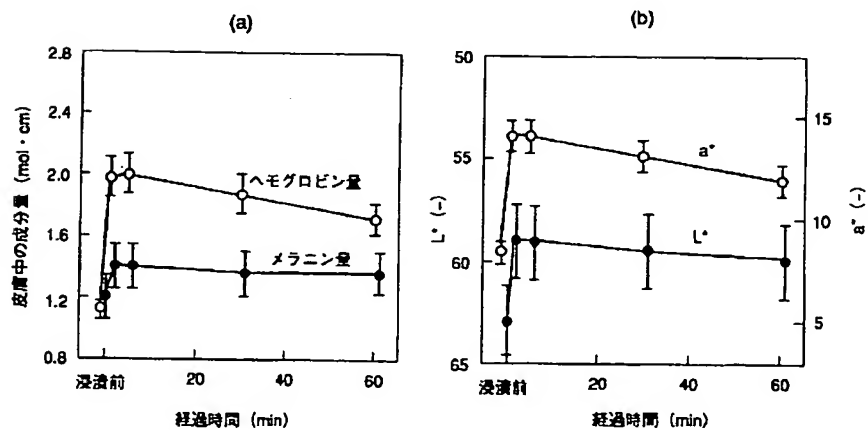 (a)
2.8
2.4
2.0
1.6
1.2
0.8
皮膚中の成分量 (mol・cm)
ヘモグロビン量
メラニン量
浸漬前
20
40
60
経過時間 (min)
(b)
50
55
60
65
L* (-)
a*
L*
15
10
5
a* (-)
浸漬前
20
40
60
経過時間 (min)